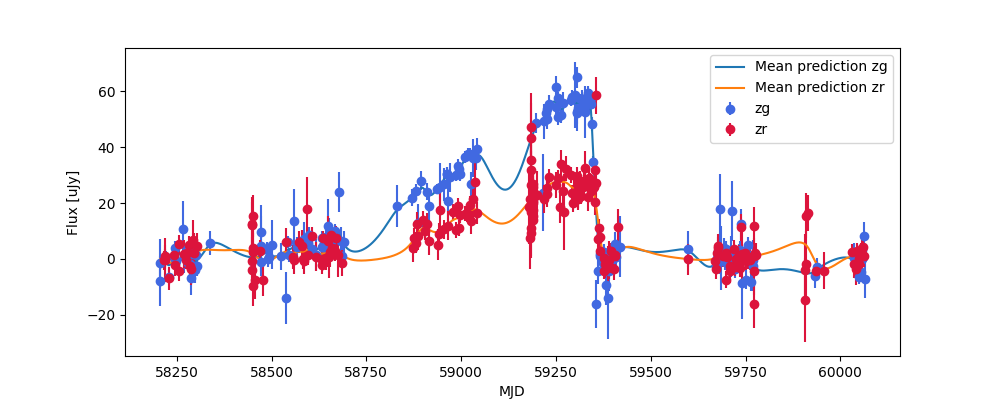 Mean prediction zg
Mean prediction zr
zg
zr
Flux [uJy]
60
40
20
0
−20
58250 58500 58750 59000 59250 59500 59750 60000
MJD